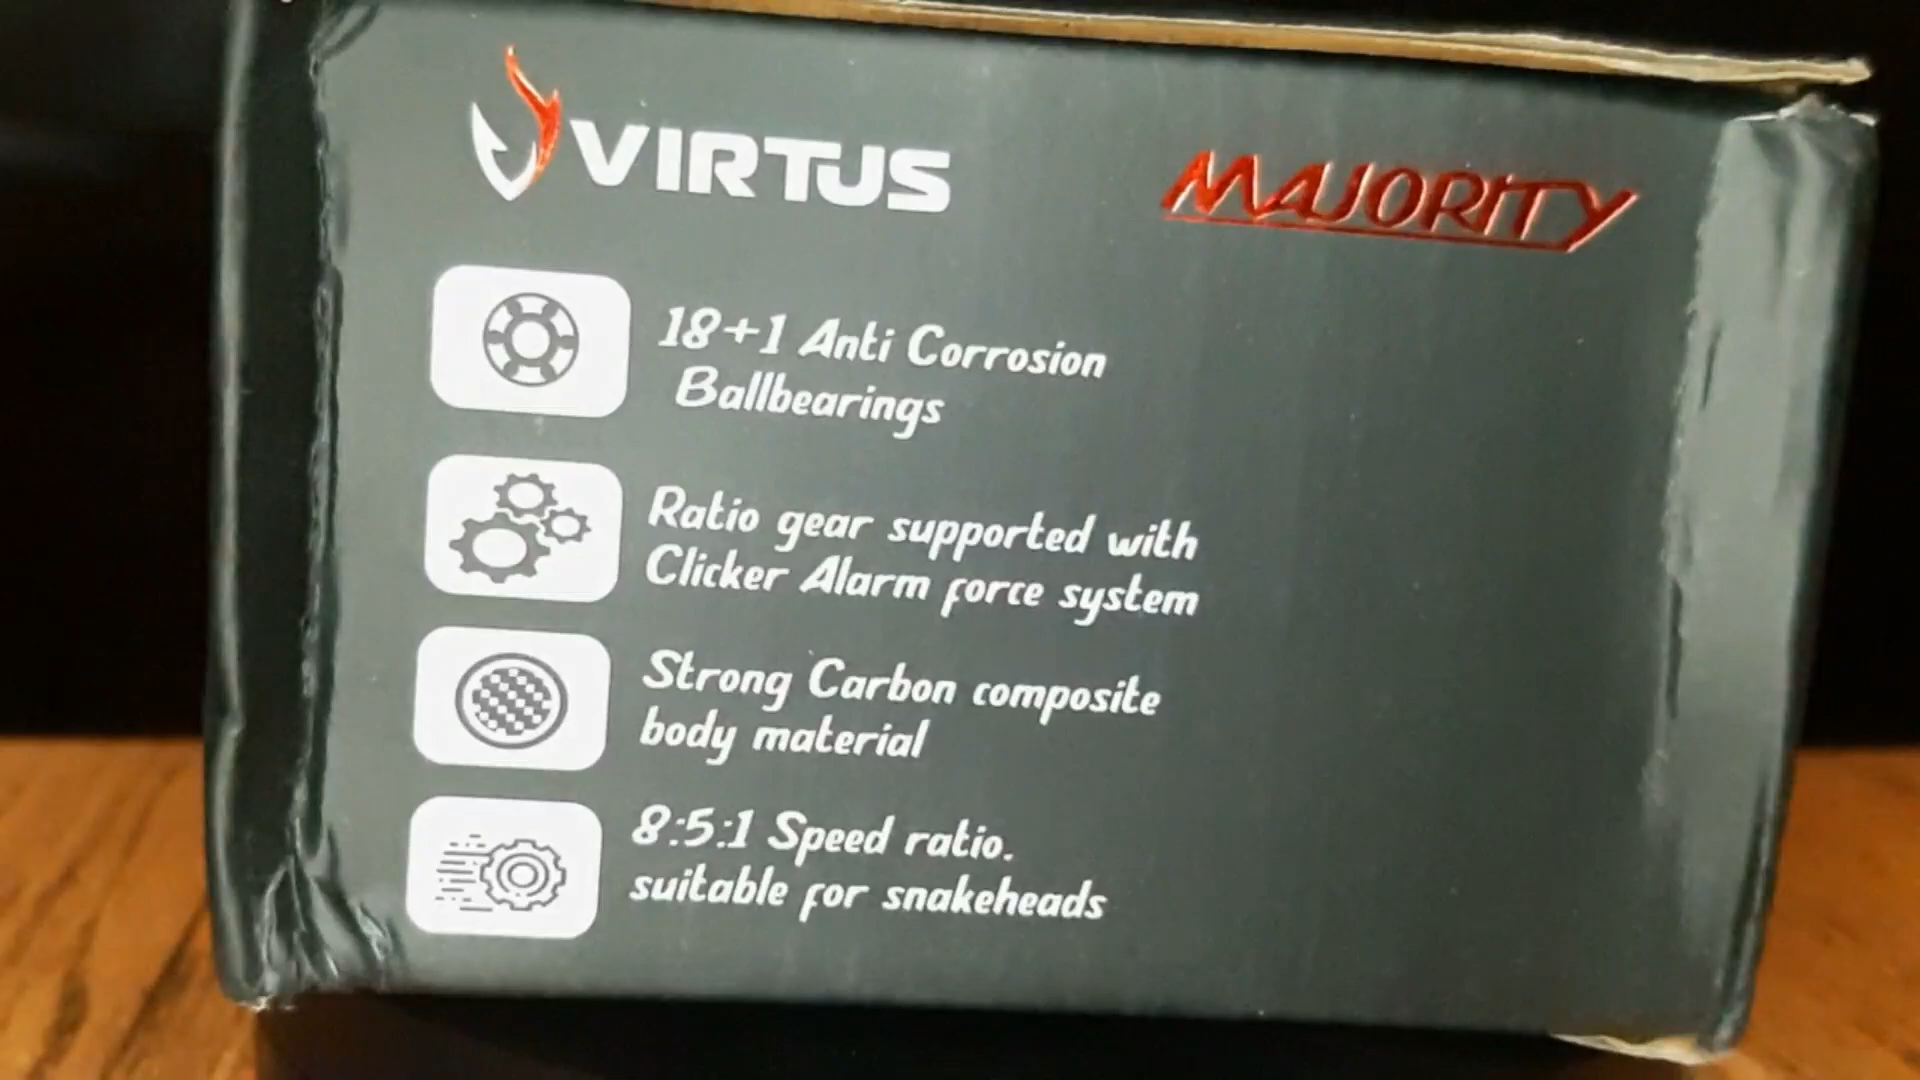 VIRTUS
MAJORITY
18+1 Anti Corrosion
Ballbearings
Ratio gear supported with
Clicker Alarm force system
Strong Carbon composite
body material
8:5:1 Speed ratio.
suitable for snakeheads